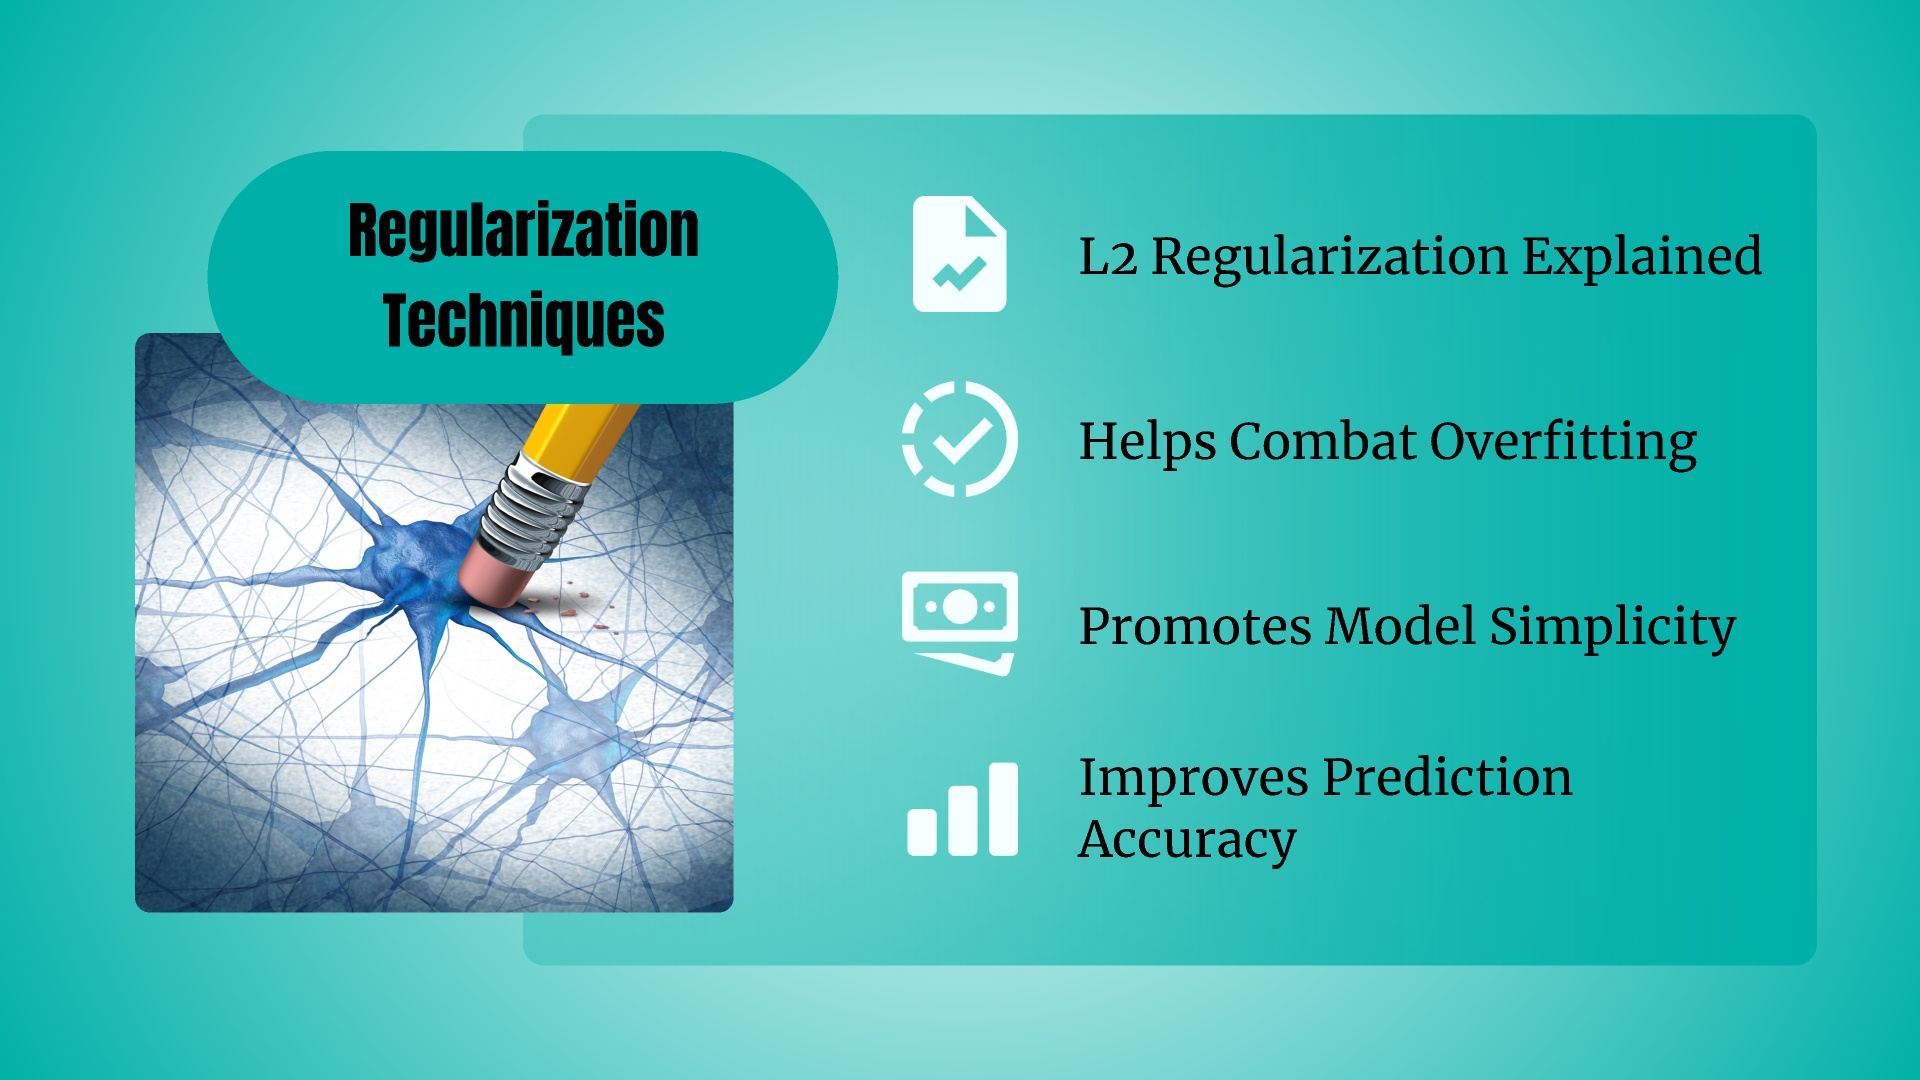 Regularization
Techniques
L2 Regularization Explained
Helps Combat Overfitting
Promotes Model Simplicity
Improves Prediction
Accuracy